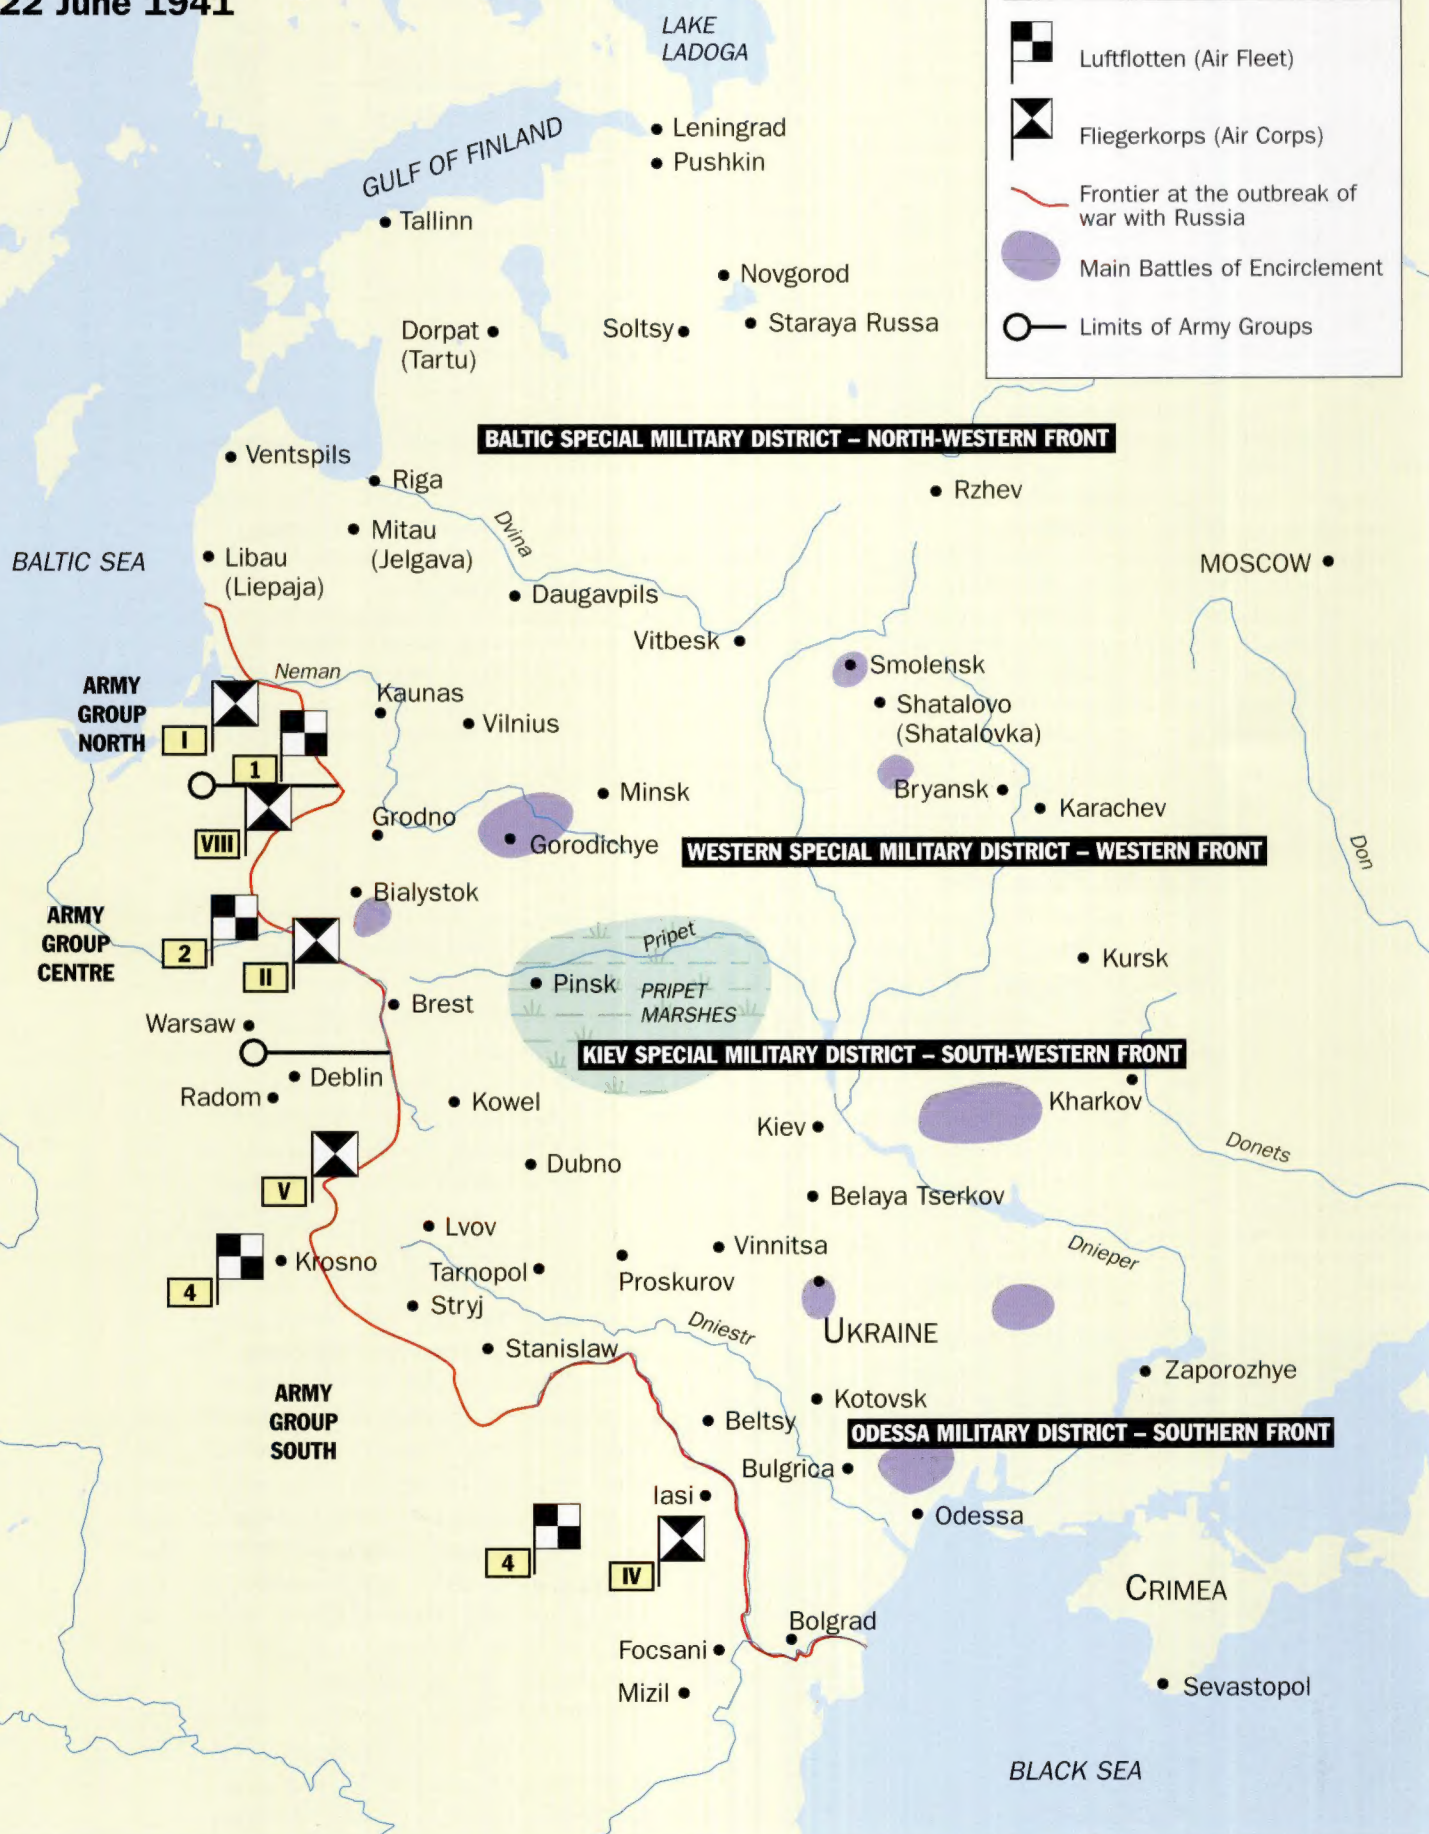 22 June 1941
LAKE
LADOGA
Luftflotten (Air Fleet)
Fliegerkorps (Air Corps)
Frontier at the outbreak of
war with Russia
Main Battles of Encirclement
Limits of Army Groups
Leningrad
Pushkin
GULF OF FINLAND
Tallinn
Novgorod
Dorpat
(Tartu)
Soltsy
Staraya Russa
BALTIC SPECIAL MILITARY DISTRICT – NORTH-WESTERN FRONT
Ventspils
Riga
Rzhev
Dvina
Mitau
(Jelgava)
BALTIC SEA
Libau
(Liepaja)
MOSCOW
Daugavpils
Vitbesk
Smolensk
Neman
ARMY
GROUP
NORTH
Kaunas
Vilnius
Shatalovo
(Shatalovka)
I
1
Minsk
Bryansk
Karachev
VIII
Grodno
Gorodichye
WESTERN SPECIAL MILITARY DISTRICT – WESTERN FRONT
Don
Bialystok
ARMY
GROUP
CENTRE
2
II
Pripet
Pinsk
PRIPET
MARSHES
Kursk
Brest
Warsaw
KIEV SPECIAL MILITARY DISTRICT – SOUTH-WESTERN FRONT
Deblin
Radom
Kowel
Kharkov
Kiev
Donets
Dubno
V
Belaya Tserkov
Lvov
Vinnitsa
Dnieper
Krosno
Tarnopol
Proskurov
4
Stryj
Dniestr
UKRAINE
Stanislaw
Zaporozhye
ARMY
GROUP
SOUTH
Kotovsk
Beltsy
ODESSA MILITARY DISTRICT – SOUTHERN FRONT
Bulgrica
Iasi
Odessa
4
IV
CRIMEA
Bolgrad
Focsani
Mizil
Sevastopol
BLACK SEA